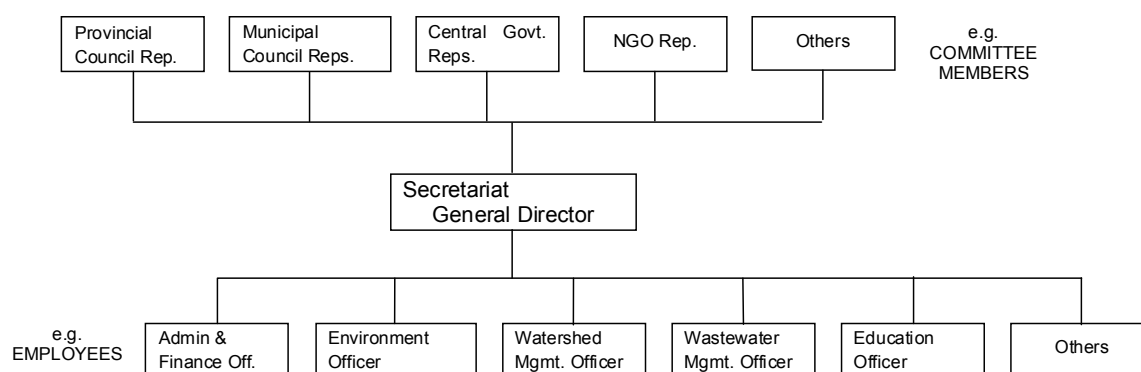 Provincial
Council Rep.
Municipal
Council Reps.
Central Govt.
Reps.
NGO Rep.
Others
e.g.
COMMITTEE
MEMBERS
Secretariat
General Director
e.g.
EMPLOYEES
Admin &
Finance Off.
Environment
Officer
Watershed
Mgmt. Officer
Wastewater
Mgmt. Officer
Education
Officer
Others